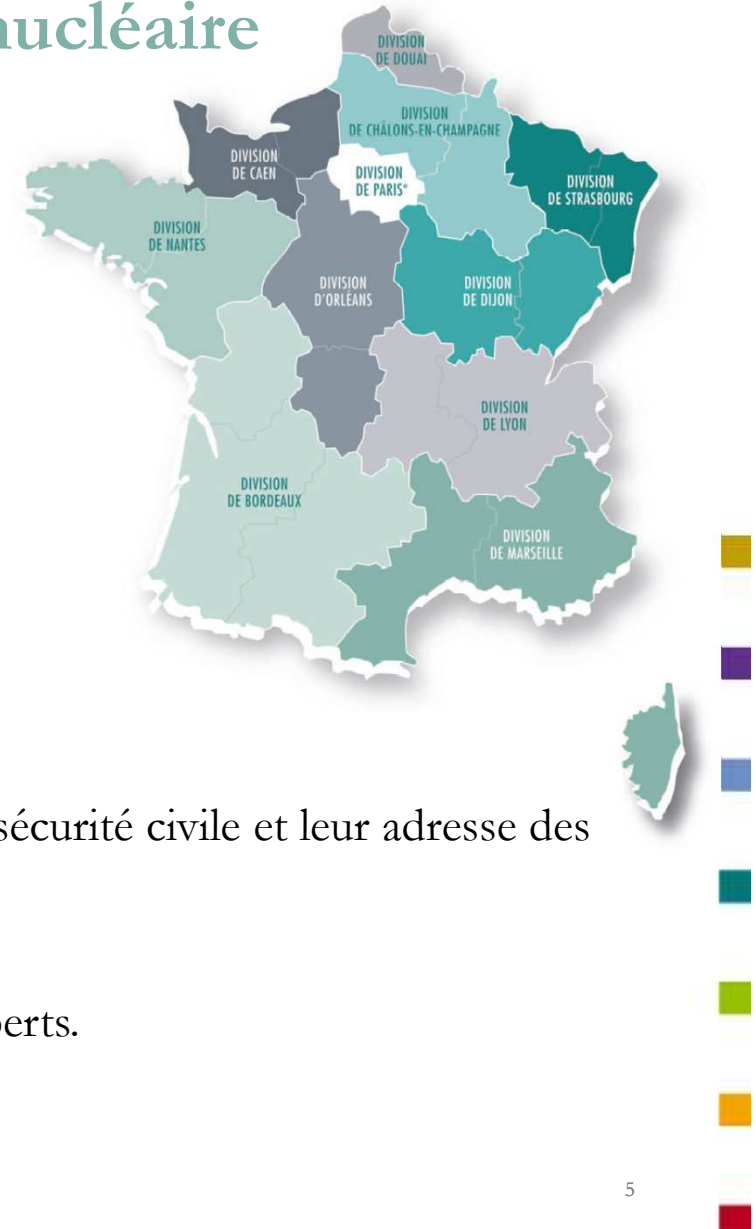 nucléaire
DIVISION
DE DOUAI
DIVISION
DE CHÂLONS-EN-CHAMPAGNE
DIVISION
DE CAEN
DIVISION
DE PARIS*
DIVISION
DE STRASBOURG
DIVISION
DE NANTES
DIVISION
D'ORLÉANS
DIVISION
DE DIJON
DIVISION
DE LYON
DIVISION
DE BORDEAUX
DIVISION
DE MARSEILLE
sécurité civile et leur adresse des
perts.
5